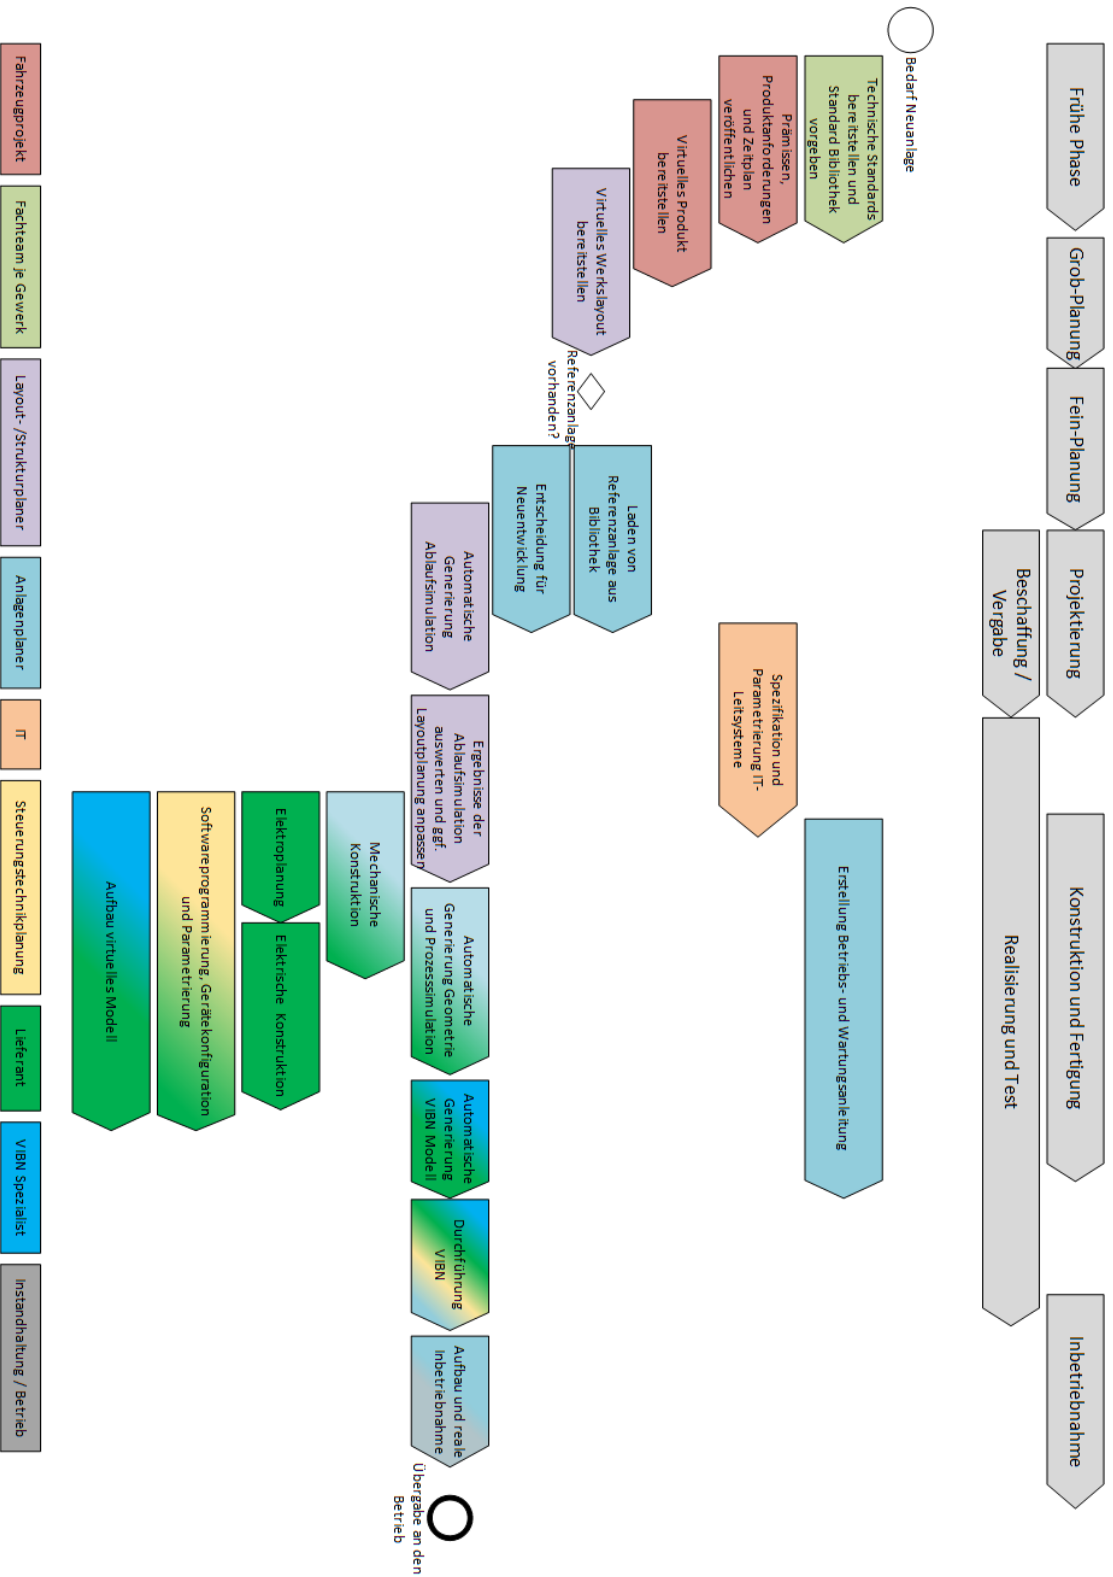 Frühe Phase
Grob-Planung
Fein-Planung
Projektierung
Konstruktion und Fertigung
Inbetriebnahme
Beschaffung /
Vergabe
Realisierung und Test
Bedarf Neuanlage
Technische Standards
bereitstellen und
Standard Bibliothek
vorgeben
Erstellung Betriebs- und Wartungsanleitung
Prämissen,
Produktanforderungen
und Zeitplan
veröffentlichen
Spezifikation und
Parametrierung IT-
Leitsysteme
Virtuelles Produkt
bereitstellen
Virtuelles Werkslayout
bereitstellen
Referenzanlage
vorhanden?
Laden von
Referenzanlage aus
Bibliothek
Entscheidung für
Neuentwicklung
Automatische
Generierung
Ablaufsimulation
Ergebnisse der
Ablaufsimulation
auswerten und ggf.
Layoutplanung anpassen
Automatische
Generierung Geometrie
und Prozesssimulation
Automatische
Generierung
VIBN Modell
Durchführung
VIBN
Aufbau und reale
Inbetriebnahme
Übergabe an den
Betrieb
Mechanische
Konstruktion
Elektroplanung
Elektrische Konstruktion
Softwareprogrammierung, Gerätekonfiguration
und Parametrierung
Aufbau virtuelles Modell
Fahrzeugprojekt
Fachteam je Gewerk
Layout- /Strukturplaner
Anlagenplaner
IT
Steuerungstechnikplanung
Lieferant
VIBN Spezialist
Instandhaltung / Betrieb